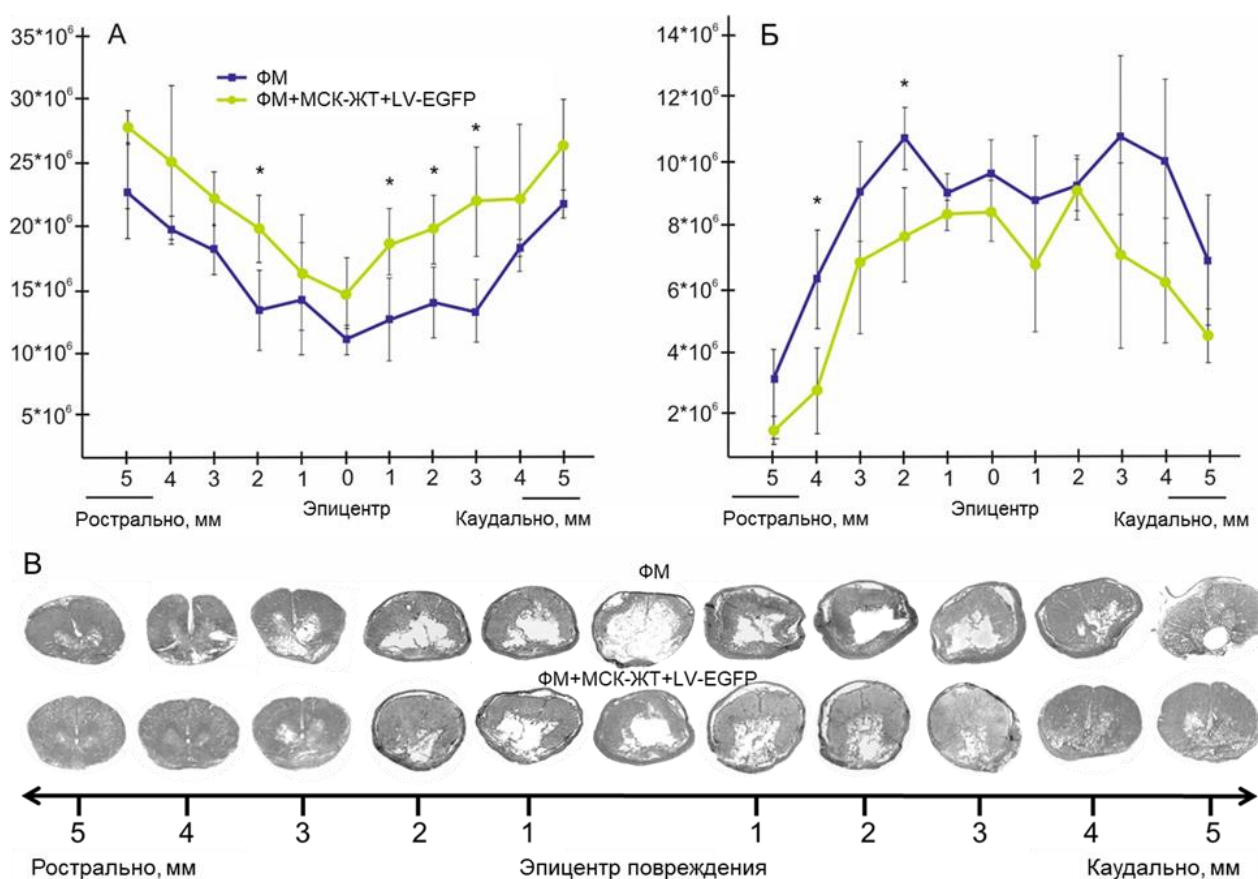 А
35*10⁶
30*10⁶
25*10⁶
20*10⁶
15*10⁶
10*10⁶
5*10⁶
ФМ
ФМ+МСК-ЖТ+LV-EGFP
* * * *
5 4 3 2 1 0 1 2 3 4 5
Рострально, мм Эпицентр Каудально, мм
Б
14*10⁶
12*10⁶
10*10⁶
8*10⁶
6*10⁶
4*10⁶
2*10⁶
* *
5 4 3 2 1 0 1 2 3 4 5
Рострально, мм Эпицентр Каудально, мм
В
ФМ
ФМ+МСК-ЖТ+LV-EGFP
5 4 3 2 1 1 2 3 4 5
Рострально, мм Эпицентр повреждения Каудально, мм